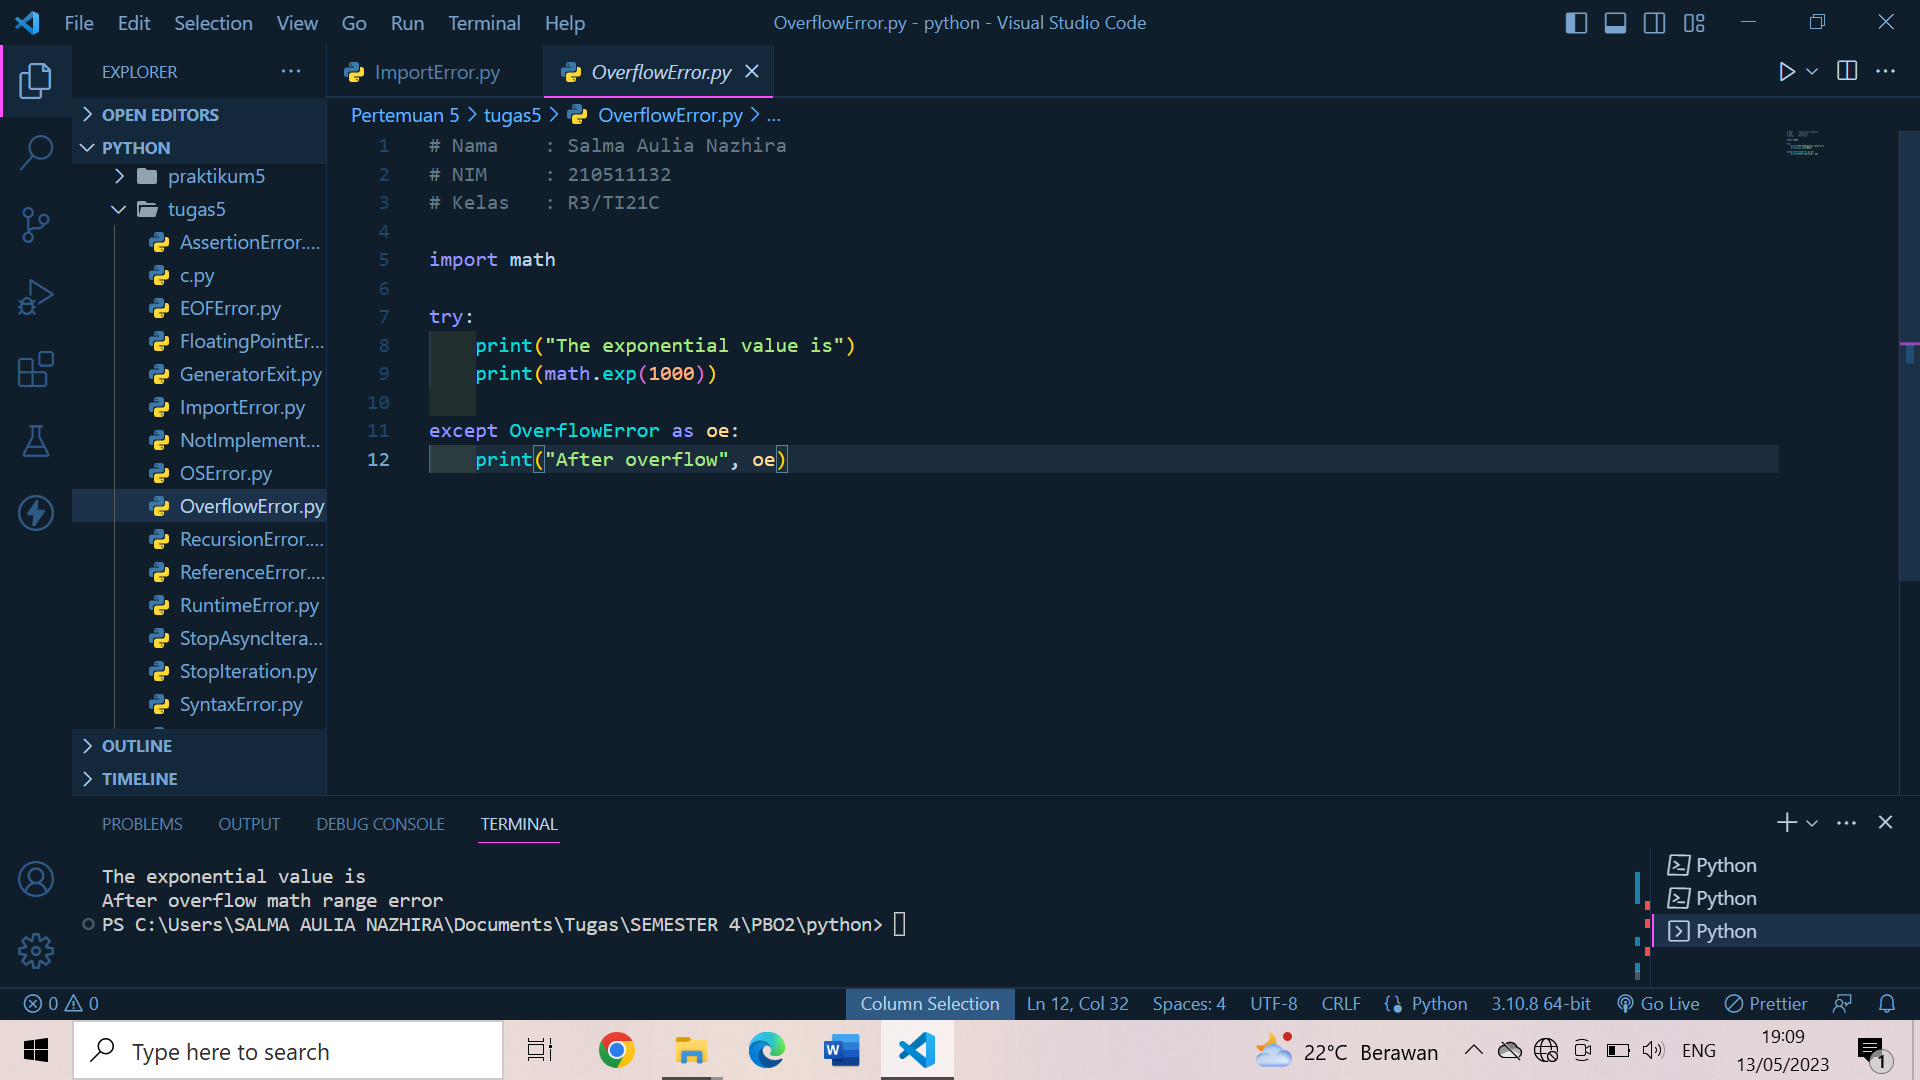 File Edit Selection View Go Run Terminal Help
OverflowError.py - python - Visual Studio Code
EXPLORER
OPEN EDITORS
PYTHON
praktikum5
tugas5
AssertionError....
c.py
EOFError.py
FloatingPointEr...
GeneratorExit.py
ImportError.py
NotImplement...
OSError.py
OverflowError.py
RecursionError....
ReferenceError....
RuntimeError.py
StopAsyncItera...
StopIteration.py
SyntaxError.py
OUTLINE
TIMELINE
ImportError.py
OverflowError.py
Pertemuan 5 > tugas5 > OverflowError.py > ...
1 # Nama    : Salma Aulia Nazhira
2 # NIM     : 210511132
3 # Kelas   : R3/TI21C
4
5 import math
6
7 try:
8     print("The exponential value is")
9     print(math.exp(1000))
10
11 except OverflowError as oe:
12     print("After overflow", oe)
PROBLEMS OUTPUT DEBUG CONSOLE TERMINAL
The exponential value is
After overflow math range error
PS C:\Users\SALMA AULIA NAZHIRA\Documents\Tugas\SEMESTER 4\PBO2\python>
Python
Python
Python
0 0 Column Selection Ln 12, Col 32 Spaces: 4 UTF-8 CRLF Python 3.10.8 64-bit Go Live Prettier
Type here to search
22°C Berawan
ENG
19:09
13/05/2023
1